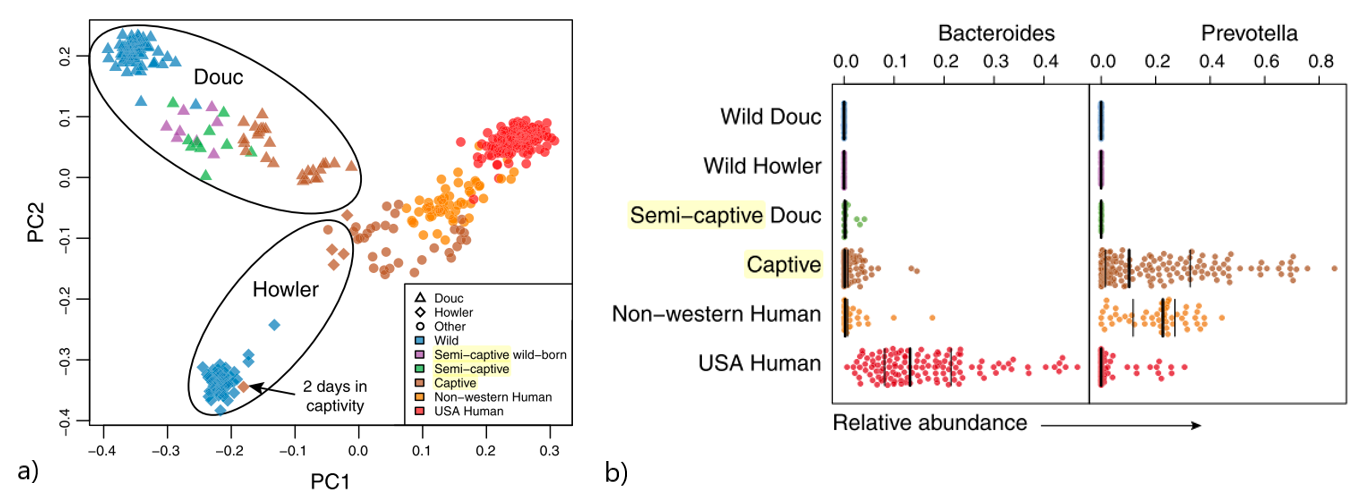 0.2
0.1
0.0
−0.1
−0.2
−0.3
−0.4
PC2
Douc
Howler
2 days in
captivity
Douc
Howler
Other
Wild
Semi−captive wild−born
Semi−captive
Captive
Non−western Human
USA Human
−0.4 −0.3 −0.2 −0.1 0.0 0.1 0.2 0.3
PC1
a)
Bacteroides Prevotella
0.0 0.1 0.2 0.3 0.4 0.0 0.2 0.4 0.6 0.8
Wild Douc
Wild Howler
Semi−captive Douc
Captive
Non−western Human
USA Human
Relative abundance
b)